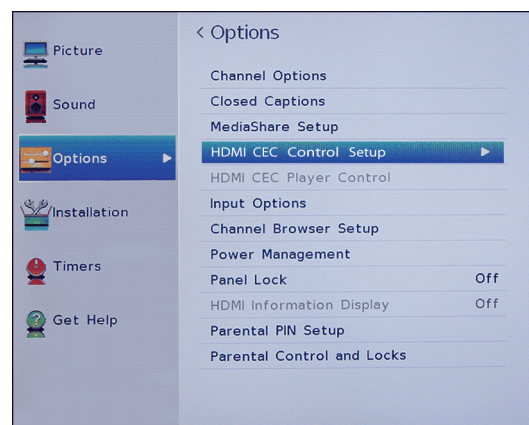 Picture
Sound
Options
Installation
Timers
Get Help
< Options
Channel Options
Closed Captions
MediaShare Setup
HDMI CEC Control Setup
HDMI CEC Player Control
Input Options
Channel Browser Setup
Power Management
Panel Lock Off
HDMI Information Display Off
Parental PIN Setup
Parental Control and Locks